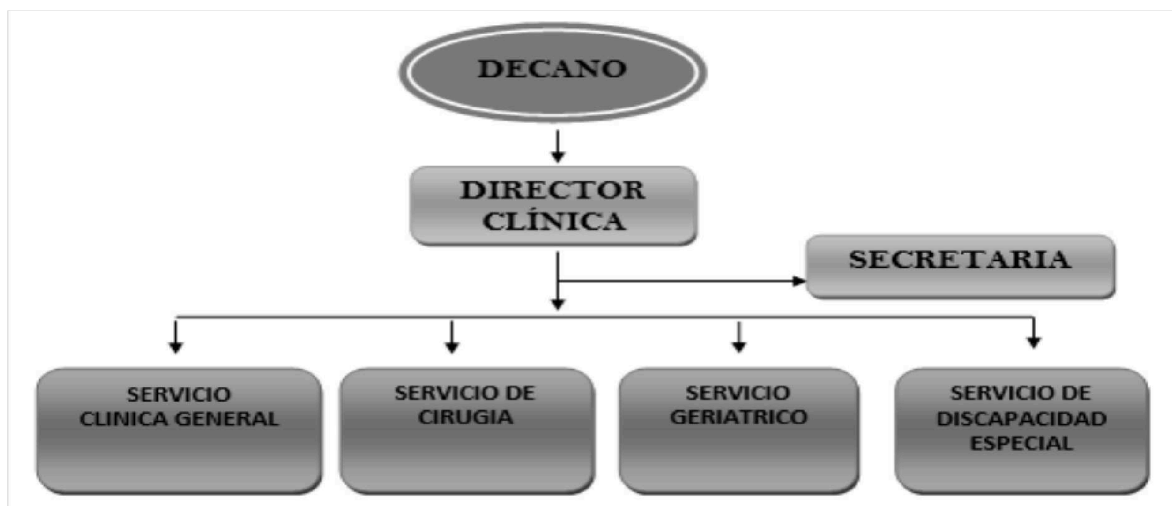 DECANO
DIRECTOR
CLÍNICA
SECRETARIA
SERVICIO
CLINICA GENERAL
SERVICIO DE
CIRUGIA
SERVICIO
GERIATRICO
SERVICIO DE
DISCAPACIDAD
ESPECIAL